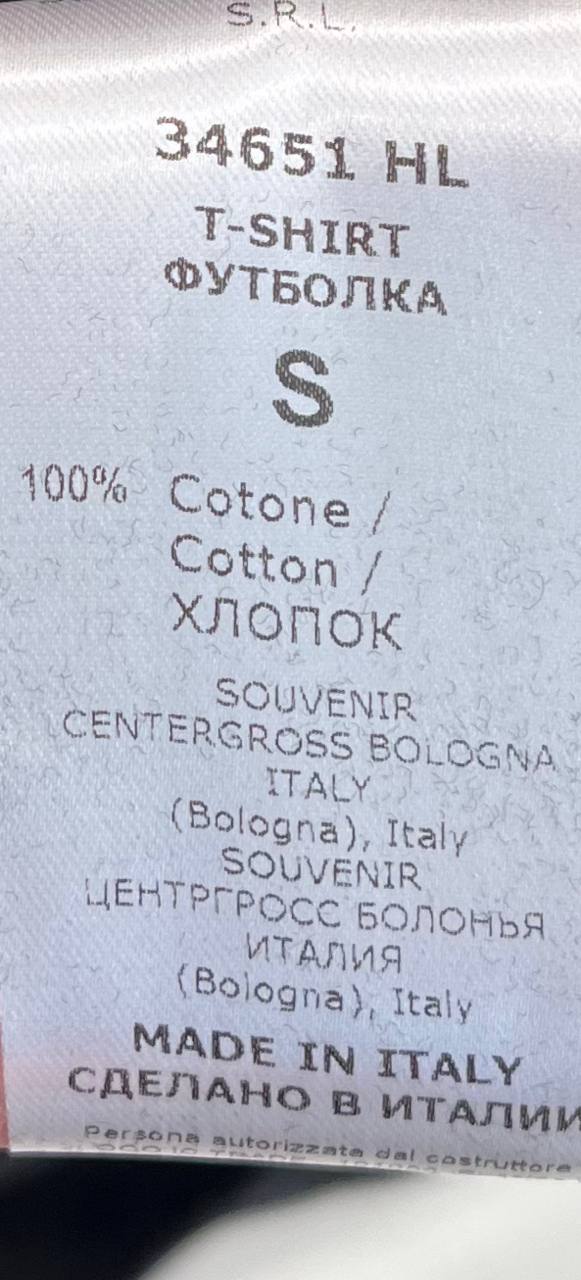 S.R.L.
34651 HL
T-SHIRT
ФУТБОЛКА
S
100% Cotone /
Cotton /
ХЛОПОК
SOUVENIR
CENTERGROSS BOLOGNA
ITALY
(Bologna), Italy
SOUVENIR
ЦЕНТРГРОСС БОЛОНЬЯ
ИТАЛИЯ
(Bologna), Italy
MADE IN ITALY
СДЕЛАНО В ИТАЛИИ
Persona autorizzata dal costruttore